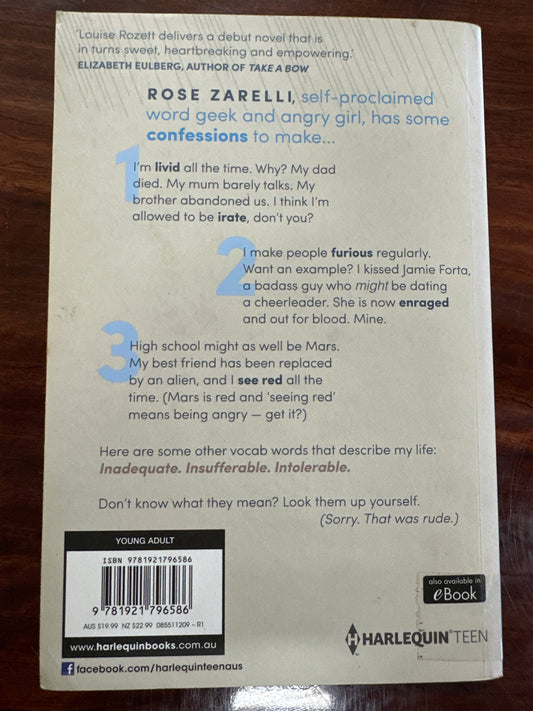 ‘Louise Rozett delivers a debut novel that is
in turns sweet, heartbreaking and empowering.’
ELIZABETH EULBERG, AUTHOR OF TAKE A BOW
ROSE ZARELLI, self-proclaimed
word geek and angry girl, has some
confessions to make...
1
I’m livid all the time. Why? My dad
died. My mum barely talks. My
brother abandoned us. I think I’m
allowed to be irate, don’t you?
2
I make people furious regularly.
Want an example? I kissed Jamie Forta,
a badass guy who might be dating
a cheerleader. She is now enraged
and out for blood. Mine.
3
High school might as well be Mars.
My best friend has been replaced
by an alien, and I see red all the
time. (Mars is red and ‘seeing red’
means being angry — get it?)
Here are some other vocab words that describe my life:
Inadequate. Insufferable. Intolerable.
Don’t know what they mean? Look them up yourself.
(Sorry. That was rude.)
YOUNG ADULT
ISBN 9781921796586
9 781921 796586
AUS $19.99 NZ $22.99 085511209 – R1
www.harlequinbooks.com.au
facebook.com/harlequinteenaus
also available in
eBook
HARLEQUIN® TEEN